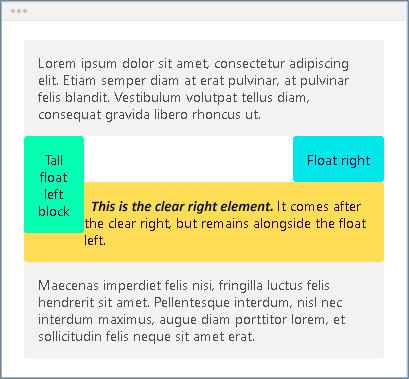 Lorem ipsum dolor sit amet, consectetur adipiscing
elit. Etiam semper diam at erat pulvinar, at pulvinar
felis blandit. Vestibulum volutpat tellus diam,
consequat gravida libero rhoncus ut.
Tall
float
left
block
Float right
This is the clear right element. It comes after
the clear right, but remains alongside the float
left.
Maecenas imperdiet felis nisi, fringilla luctus felis
hendrerit sit amet. Pellentesque interdum, nisl nec
interdum maximus, augue diam porttitor lorem, et
sollicitudin felis neque sit amet erat.